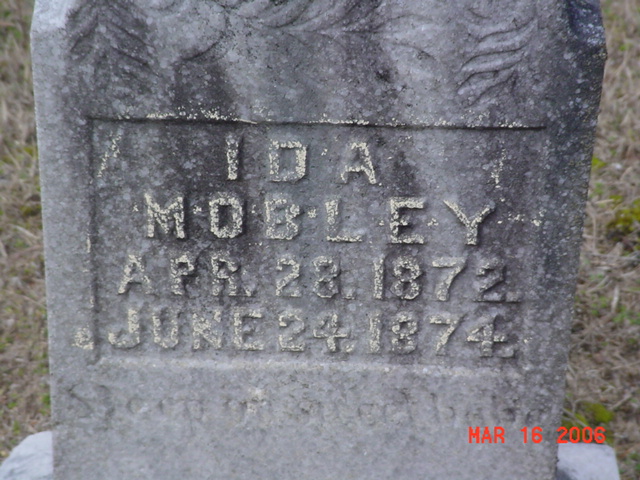 IDA
MOBLEY
APR. 28. 1872.
JUNE 24. 1874.
MAR 16 2006